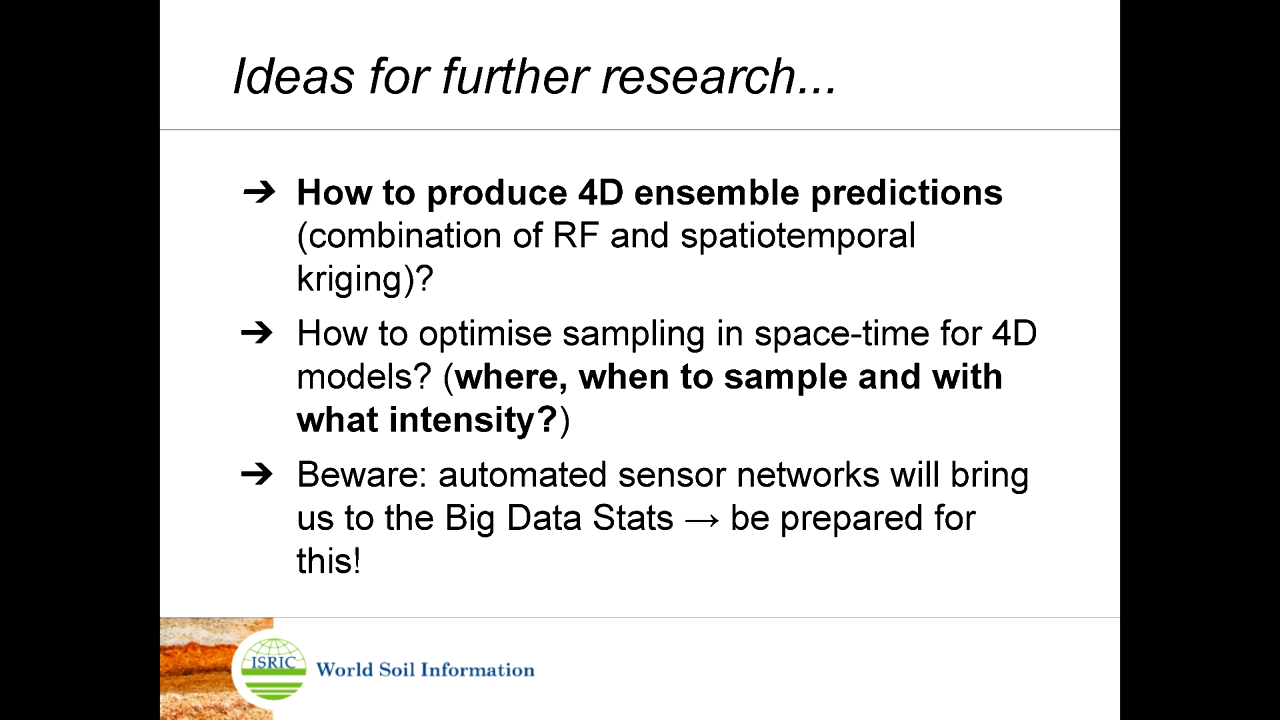 Ideas for further research...
➔ How to produce 4D ensemble predictions
(combination of RF and spatiotemporal
kriging)?
➔ How to optimise sampling in space-time for 4D
models? (where, when to sample and with
what intensity?)
➔ Beware: automated sensor networks will bring
us to the Big Data Stats → be prepared for
this!
ISRIC
World Soil Information